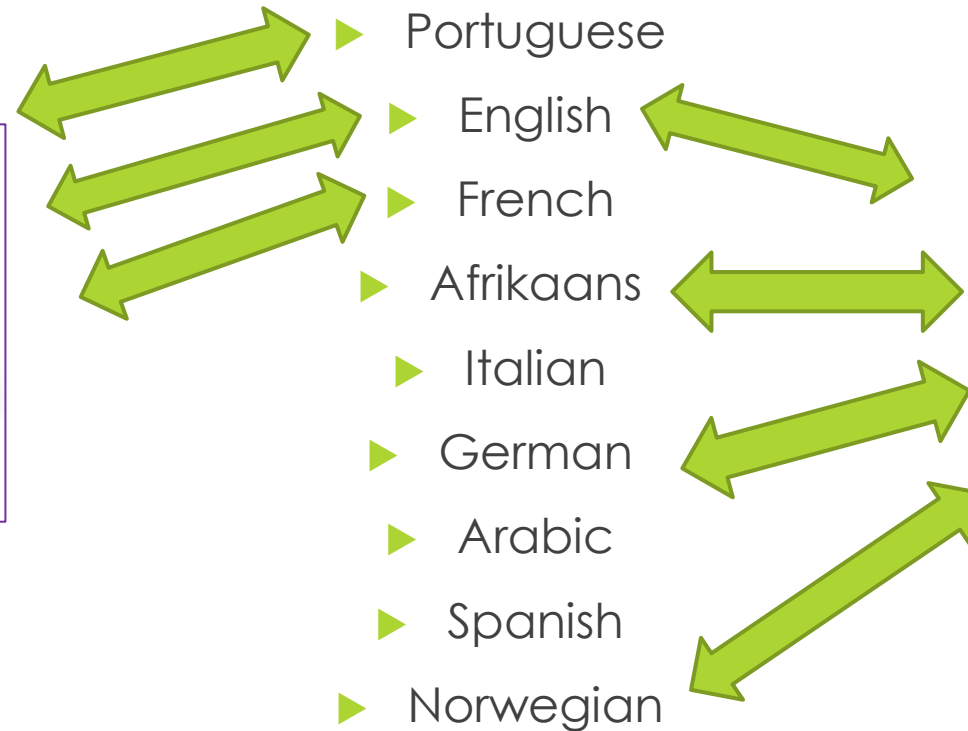 Portuguese
English
French
Afrikaans
Italian
German
Arabic
Spanish
Norwegian